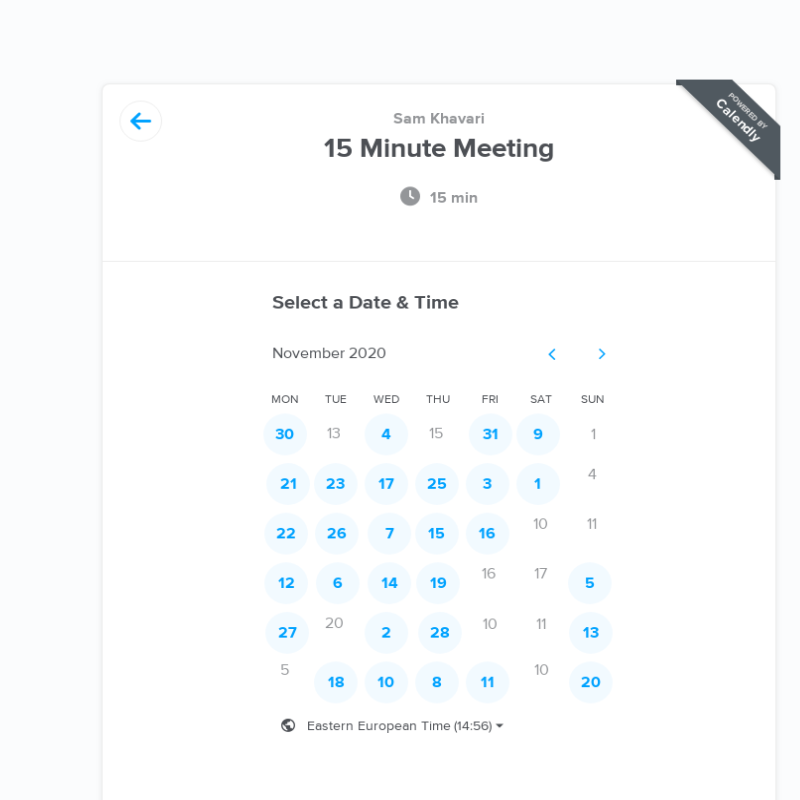 POWERED BY
Calendly
Sam Khavari
15 Minute Meeting
15 min
Select a Date & Time
November 2020
MON TUE WED THU FRI SAT SUN
30 13 4 15 31 9 1
21 23 17 25 3 1 4
22 26 7 15 16 10 11
12 6 14 19 16 17 5
27 20 2 28 10 11 13
5 18 10 8 11 10 20
Eastern European Time (14:56)